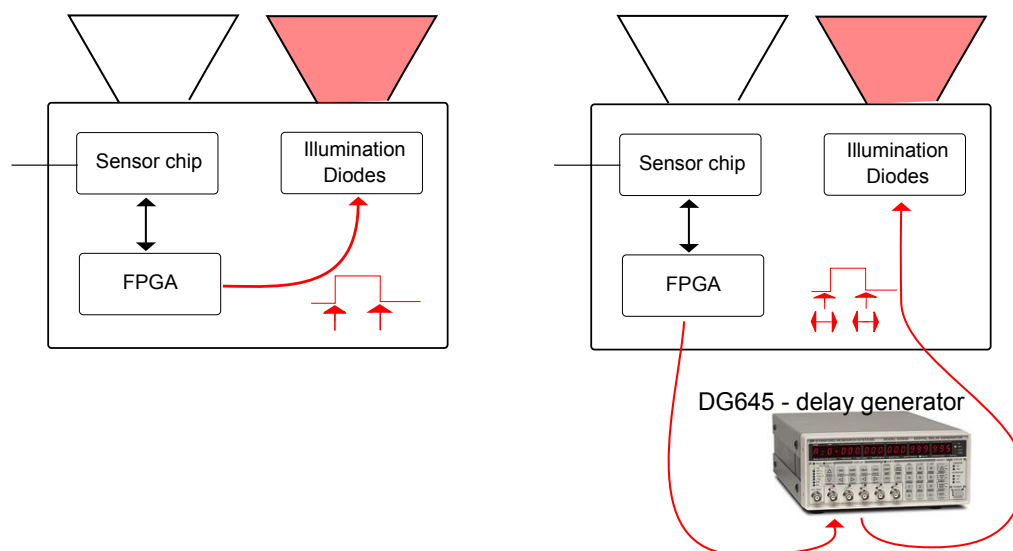 Sensor chip
Illumination
Diodes
FPGA
Sensor chip
Illumination
Diodes
FPGA
DG645 - delay generator